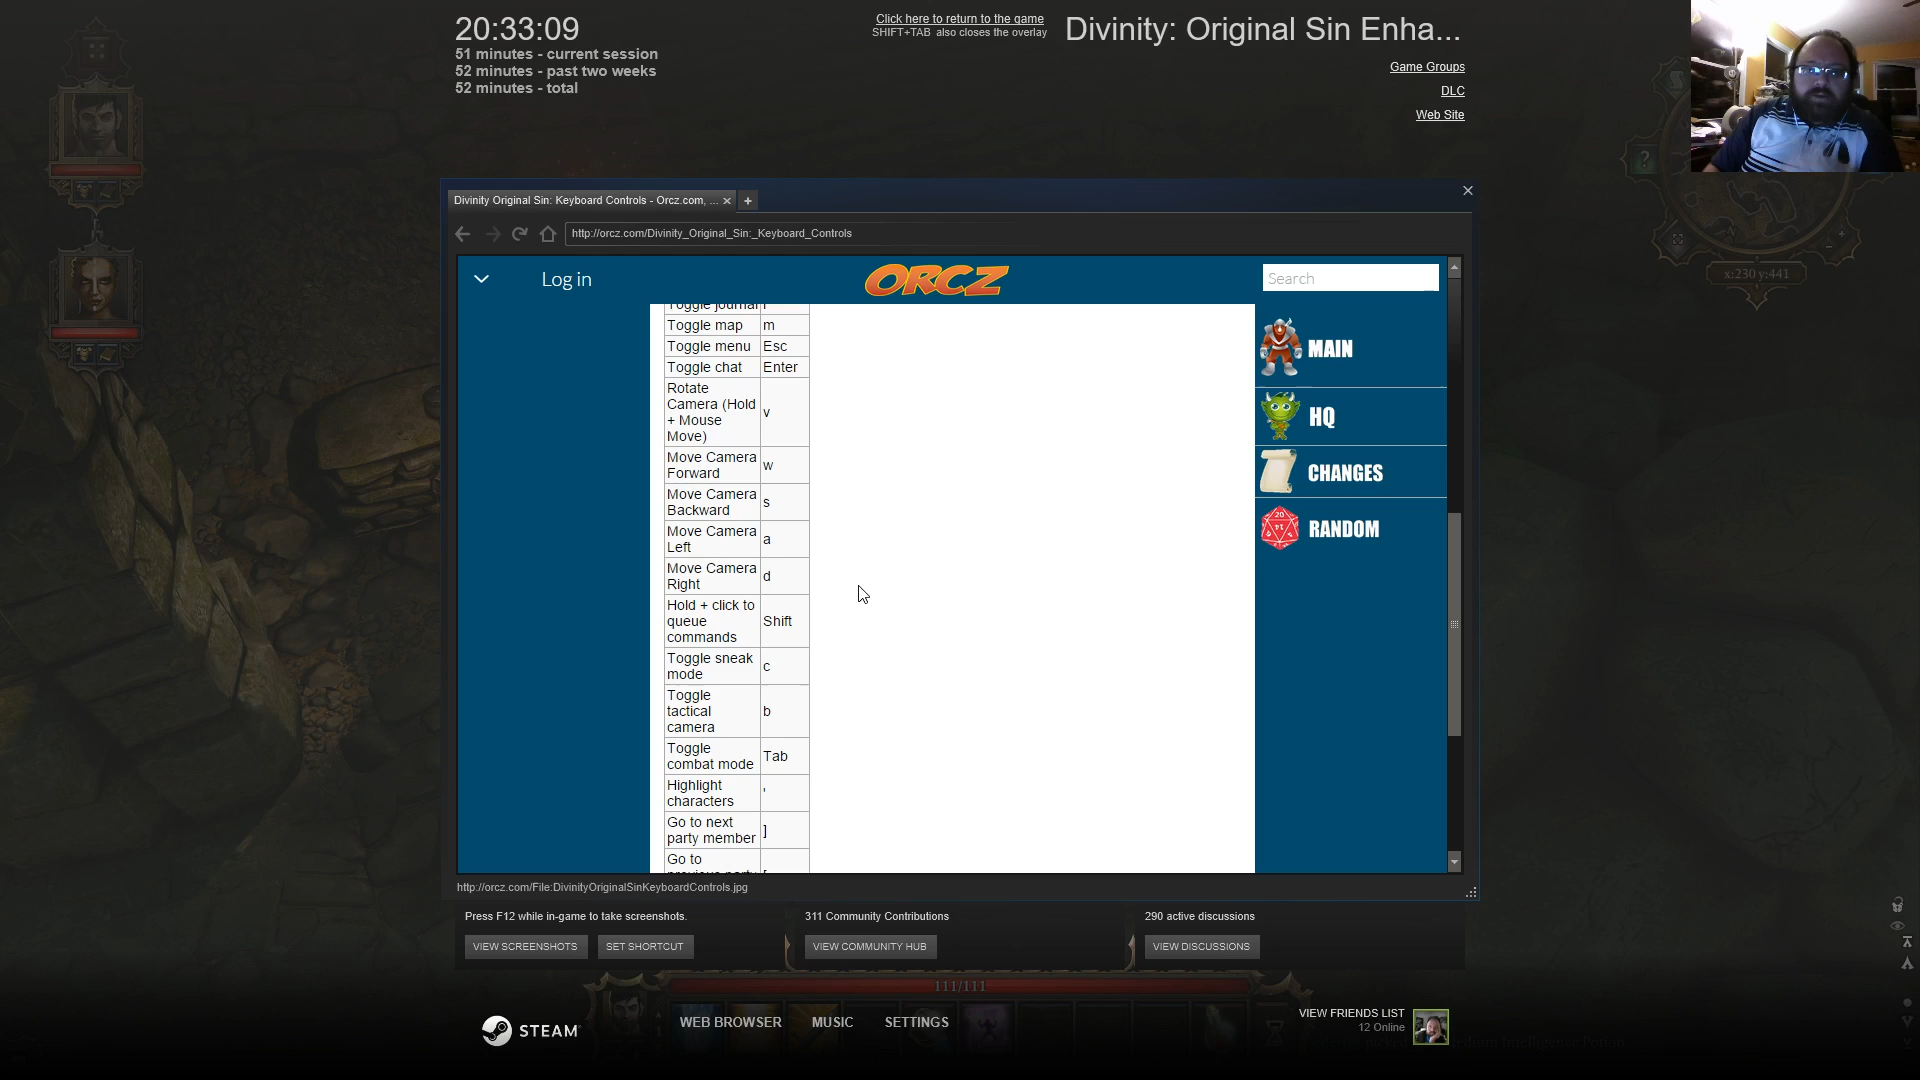 20:33:09
51 minutes - current session
52 minutes - past two weeks
52 minutes - total
Click here to return to the game
SHIFT+TAB also closes the overlay
Divinity: Original Sin Enha...
Game Groups
DLC
Web Site
Divinity Original Sin: Keyboard Controls - Orcz.com, ...
http://orcz.com/Divinity_Original_Sin:_Keyboard_Controls
Log in
ORCZ
Search
Toggle journal
Toggle map m
Toggle menu Esc
Toggle chat Enter
Rotate
Camera (Hold
+ Mouse
Move) v
Move Camera
Forward w
Move Camera
Backward s
Move Camera
Left a
Move Camera
Right d
Hold + click to
queue
commands Shift
Toggle sneak
mode c
Toggle
tactical
camera b
Toggle
combat mode Tab
Highlight
characters '
Go to next
party member ]
Go to
MAIN
HQ
CHANGES
RANDOM
x:230 y:441
http://orcz.com/File:DivinityOriginalSinKeyboardControls.jpg
Press F12 while in-game to take screenshots.
VIEW SCREENSHOTS
SET SHORTCUT
311 Community Contributions
VIEW COMMUNITY HUB
290 active discussions
VIEW DISCUSSIONS
111/111
STEAM
WEB BROWSER
MUSIC
SETTINGS
VIEW FRIENDS LIST
12 Online